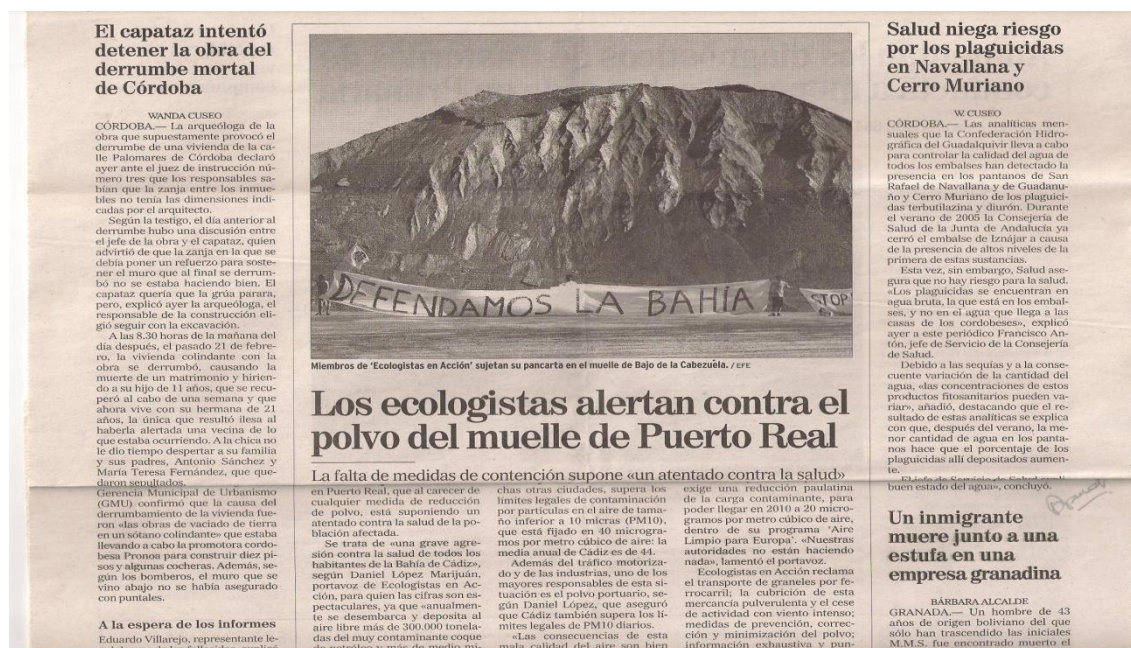 El capataz intentó
detener la obra del
derrumbe mortal
de Córdoba
WANDA CUSEO
CÓRDOBA.— La arqueóloga de la
obra que supuestamente provocó el
derrumbe de una vivienda de la ca-
lle Palomares de Córdoba declaró
ayer ante el juez de instrucción nú-
mero tres que los responsables sa-
bían que la zanja entre los inmue-
bles no tenía las dimensiones indi-
cadas por el arquitecto.
Según la testigo, el día anterior al
derrumbe hubo una discusión entre
el jefe de la obra y el capataz, quien
advirtió de que la zanja en la que se
debía poner un refuerzo para soste-
ner el muro que al final se derrum-
bó no se estaba haciendo bien. El
capataz quería que la grúa parara,
pero, explicó ayer la arqueóloga, el
responsable de la construcción eli-
gió seguir con la excavación.
A las 8.30 horas de la mañana del
día después, el pasado 21 de febre-
ro, la vivienda colindante con la
obra se derrumbó, causando la
muerte de un matrimonio y hirien-
do a su hijo de 11 años, que se recu-
peró al cabo de una semana y que
ahora vive con su hermana de 21
años, la única que resultó ilesa al
haberla alertada una vecina de lo
que estaba ocurriendo. A la chica no
le dio tiempo despertar a su familia
y sus padres, Antonio Sánchez y
María Teresa Fernández, que que-
daron sepultados.
Gerencia Municipal de Urbanismo
(GMU) confirmó que la causa del
derrumbamiento de la vivienda fue-
ron «las obras de vaciado de tierra
en un sótano colindante» que estaba
llevando a cabo la promotora cordo-
besa Pronoa para construir diez pi-
sos y algunas cocheras. Además, se-
gún los bomberos, el muro que se
vino abajo no se había asegurado
con puntales.
A la espera de los informes
Eduardo Villarejo, representante le-
DEFENDAMOS LA BAHÍA
STOP
Miembros de 'Ecologistas en Acción' sujetan su pancarta en el muelle de Bajo de la Cabezuela. / EFE
Los ecologistas alertan contra el
polvo del muelle de Puerto Real
La falta de medidas de contención supone «un atentado contra la salud»
en Puerto Real, que al carecer de
cualquier medida de reducción
de polvo, está suponiendo un
atentado contra la salud de la po-
blación afectada.
Se trata de «una grave agre-
sión contra la salud de todos los
habitantes de la Bahía de Cádiz»,
según Daniel López Marijuán,
portavoz de Ecologistas en Ac-
ción, para quien las cifras son es-
pectaculares, ya que «anualmen-
te se desembarca y deposita al
aire libre más de 300.000 tonela-
das del muy contaminante coque
de petróleo y más de medio mi-
chas otras ciudades, supera los
límites legales de contaminación
por partículas en el aire de tama-
ño inferior a 10 micras (PM10),
que está fijado en 40 microgra-
mos por metro cúbico de aire: la
media anual de Cádiz es de 44.
Además del tráfico motoriza-
do y de las industrias, uno de los
mayores responsables de esta si-
tuación es el polvo portuario, se-
gún Daniel López, que aseguró
que Cádiz también supera los lí-
mites legales de PM10 diarios.
«Las consecuencias de esta
mala calidad del aire son bien
exige una reducción paulatina
de la carga contaminante, para
poder llegar en 2010 a 20 micro-
gramos por metro cúbico de aire,
dentro de su programa 'Aire
Limpio para Europa'. «Nuestras
autoridades no están haciendo
nada», lamentó el portavoz.
Ecologistas en Acción reclama
el transporte de graneles por fe-
rrocarril; la cubrición de esta
mercancía pulverulenta y el cese
de actividad con viento intenso;
medidas de prevención, correc-
ción y minimización del polvo;
información exhaustiva y pun-
Salud niega riesgo
por los plaguicidas
en Navallana y
Cerro Muriano
W. CUSEO
CÓRDOBA.— Las analíticas men-
suales que la Confederación Hidro-
gráfica del Guadalquivir lleva a cabo
para controlar la calidad del agua de
todos los embalses han detectado la
presencia en los pantanos de San
Rafael de Navallana y de Guadanu-
ño y Cerro Muriano de los plaguici-
das terbutilazina y diurón. Durante
el verano de 2005 la Consejería de
Salud de la Junta de Andalucía ya
cerró el embalse de Iznájar a causa
de la presencia de altos niveles de la
primera de estas sustancias.
Esta vez, sin embargo, Salud ase-
gura que no hay riesgo para la salud.
«Los plaguicidas se encuentran en
agua bruta, la que está en los embal-
ses, y no en el agua que llega a las
casas de los cordobeses», explicó
ayer a este periódico Francisco An-
tón, jefe de Servicio de la Consejería
de Salud.
Debido a las sequías y a la conse-
cuente variación de la cantidad del
agua, «las concentraciones de estos
productos fitosanitarios pueden va-
riar», añadió, destacando que el re-
sultado de estas analíticas se explica
con que, después del verano, la me-
nor cantidad de agua en los panta-
nos hace que el porcentaje de los
plaguicidas allí depositados aumen-
te.
buen estado del agua», concluyó.
Un inmigrante
muere junto a una
estufa en una
empresa granadina
BÁRBARA ALCALDE
GRANADA.— Un hombre de 43
años de origen boliviano del que
sólo han trascendido las iniciales
M.M.S. fue encontrado muerto el